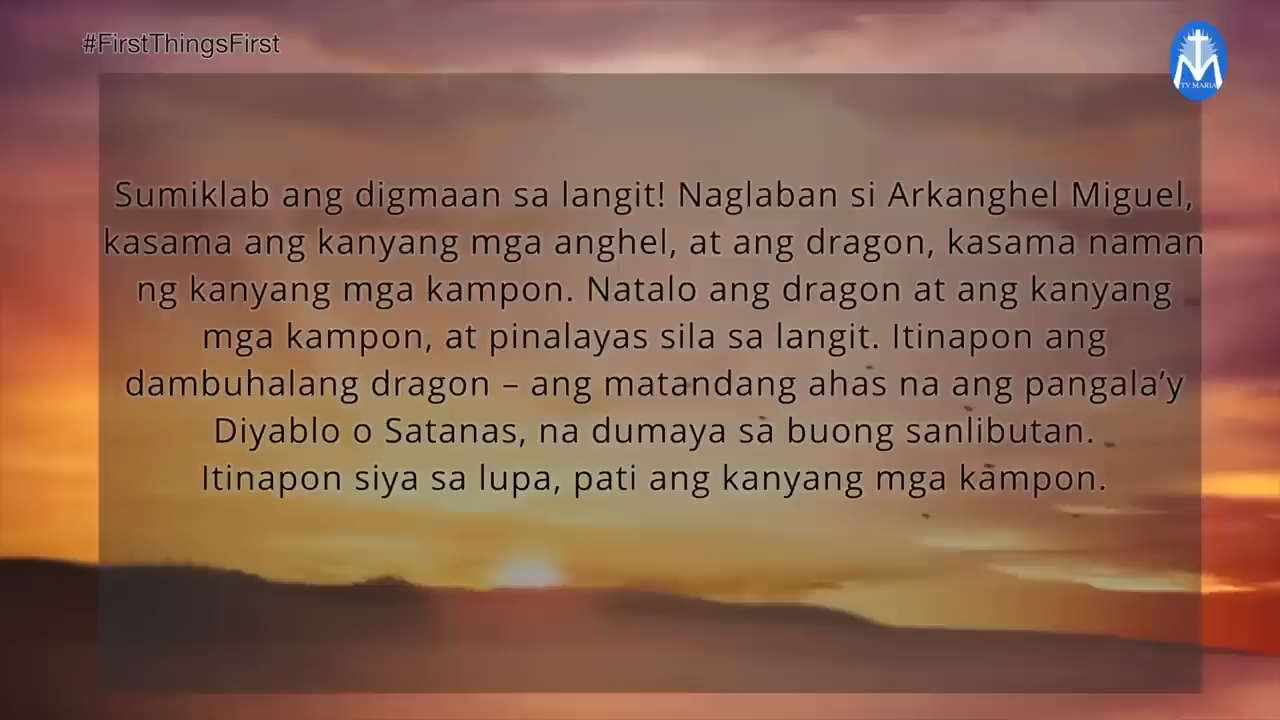 #FirstThingsFirst
TV MARIA
Sumiklab ang digmaan sa langit! Naglaban si Arkanghel Miguel,
kasama ang kanyang mga anghel, at ang dragon, kasama naman
ng kanyang mga kampon. Natalo ang dragon at ang kanyang
mga kampon, at pinalayas sila sa langit. Itinapon ang
dambuhalang dragon – ang matandang ahas na ang pangala’y
Diyablo o Satanas, na dumaya sa buong sanlibutan.
Itinapon siya sa lupa, pati ang kanyang mga kampon.